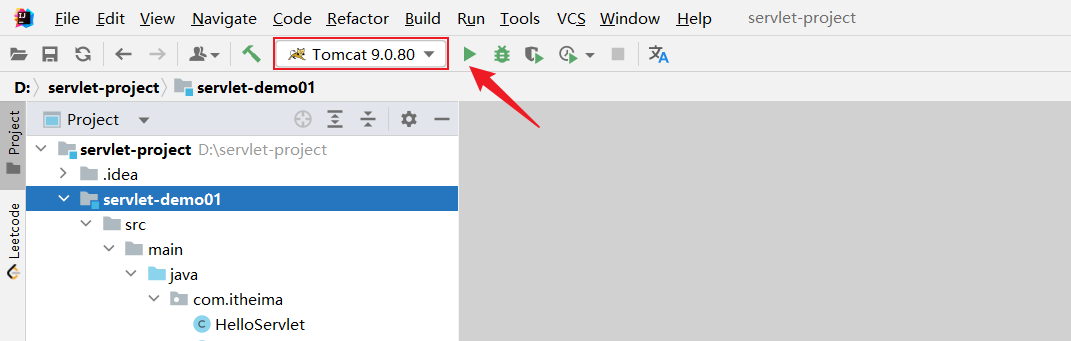 File Edit View Navigate Code Refactor Build Run Tools VCS Window Help servlet-project
Tomcat 9.0.80
D: servlet-project servlet-demo01
Project
Project
servlet-project D:\servlet-project
.idea
servlet-demo01
Leetcode
src
main
java
com.itheima
C HelloServlet